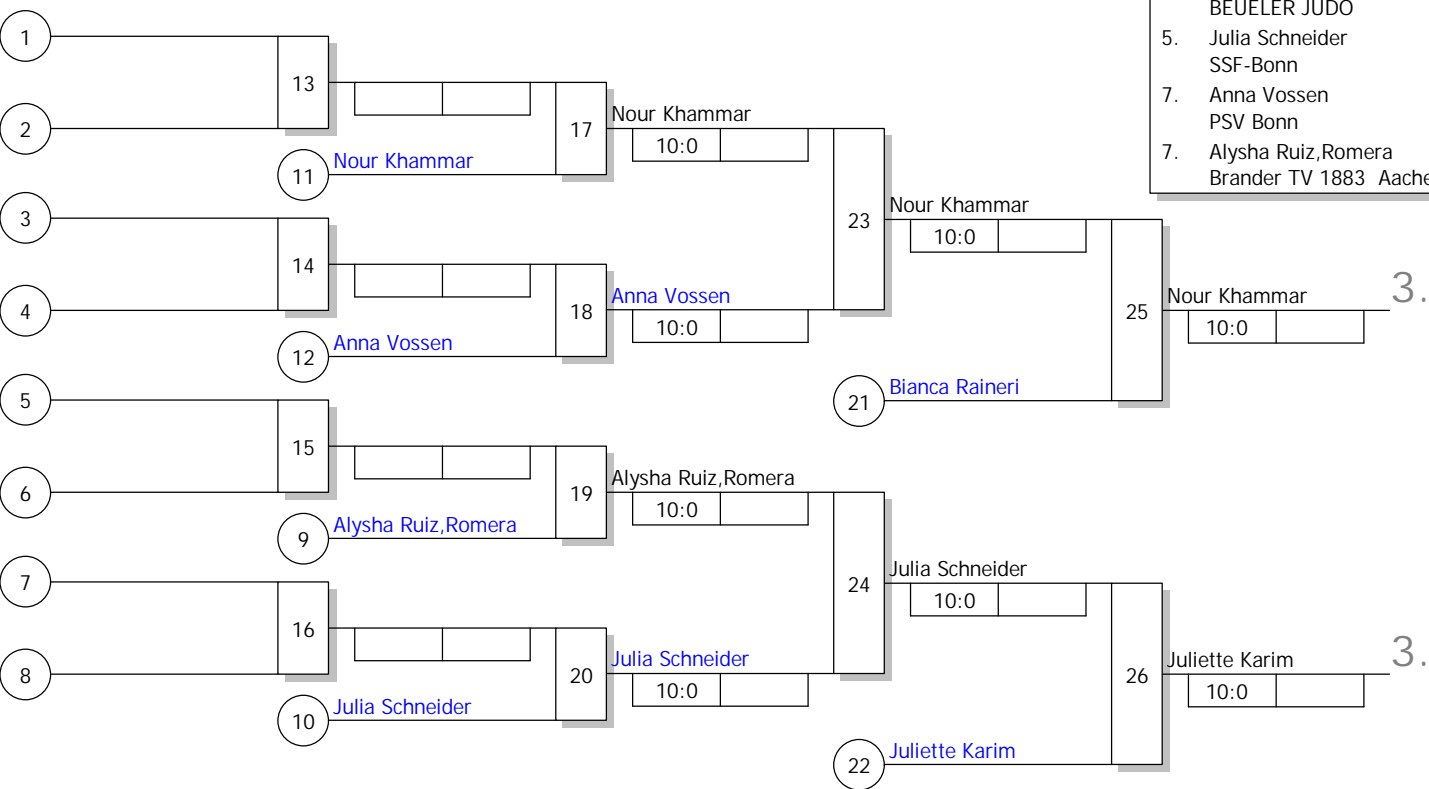 BEUELER JUDO
5. Julia Schneider
SSF-Bonn
7. Anna Vossen
PSV Bonn
7. Alysha Ruiz,Romera
Brander TV 1883 Aache
1
13
2
17
Nour Khammar
10:0
11
Nour Khammar
3
23
Nour Khammar
10:0
14
4
18
Anna Vossen
10:0
12
Anna Vossen
25
Nour Khammar
10:0
3.
21
Bianca Raineri
5
15
6
19
Alysha Ruiz,Romera
10:0
9
Alysha Ruiz,Romera
7
24
Julia Schneider
10:0
16
8
20
Julia Schneider
10:0
10
Julia Schneider
26
Juliette Karim
10:0
3.
22
Juliette Karim